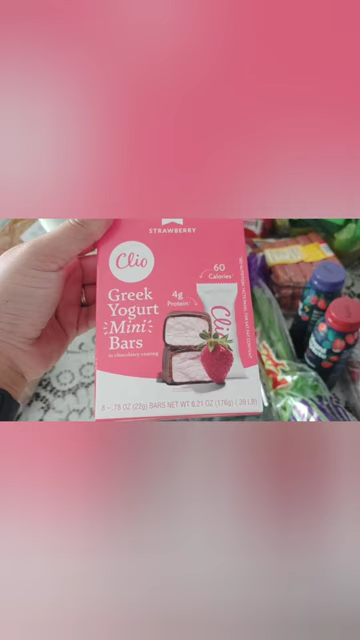 STRAWBERRY
Clio
60
Calories
4g
Protein
Greek
Yogurt
Mini
Bars
in chocolatey coating
Clio
8 - .78 OZ (22g) BARS NET WT 6.21 OZ (176g) (.39 LB)